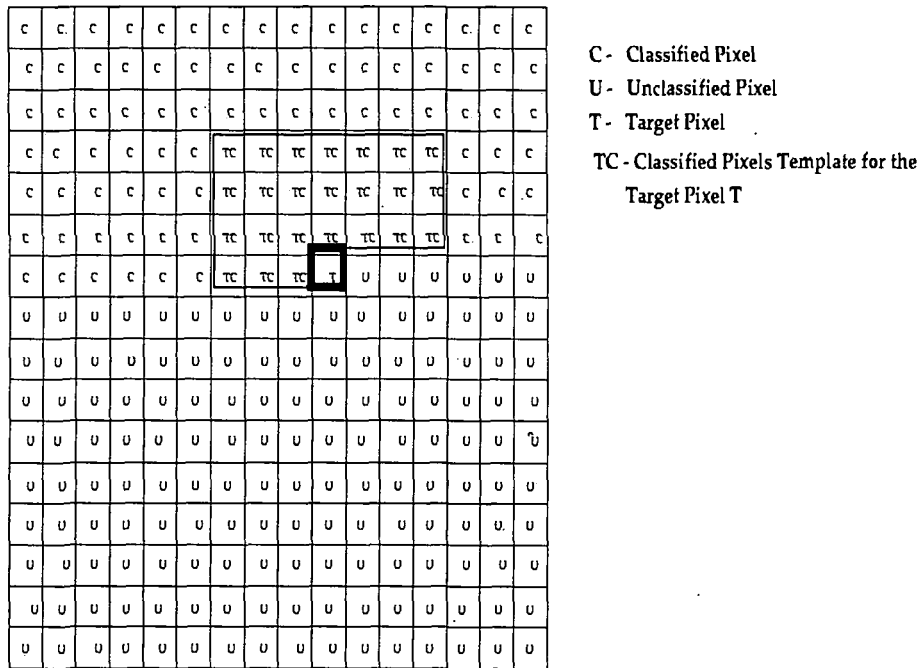 C C C C C C C C C C C C C C C C
C C C C C C C C C C C C C C C C
C C C C C C C C C C C C C C C C
C C C C C C TC TC TC TC TC TC TC C C C
C C C C C C TC TC TC TC TC TC TC C C C
C C C C C C TC TC TC TC TC TC TC C C C
C C C C C C TC TC TC T U U U U U U
U U U U U U U U U U U U U U U U
U U U U U U U U U U U U U U U U
U U U U U U U U U U U U U U U U
U U U U U U U U U U U U U U U U
U U U U U U U U U U U U U U U U
U U U U U U U U U U U U U U U U
U U U U U U U U U U U U U U U U
U U U U U U U U U U U U U U U U
U U U U U U U U U U U U U U U U
C - Classified Pixel
U - Unclassified Pixel
T - Target Pixel
TC - Classified Pixels Template for the
Target Pixel T